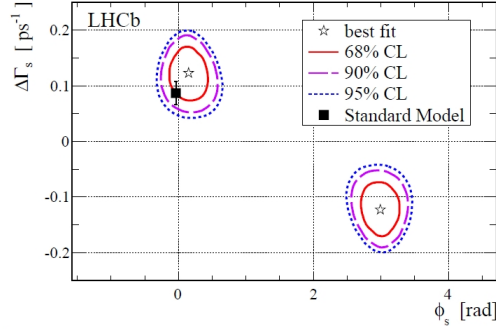 LHCb
☆ best fit
68% CL
90% CL
95% CL
■ Standard Model
ΔΓs [ps⁻¹]
0.2
0.1
0
-0.1
-0.2
0
2
4
ϕs [rad]